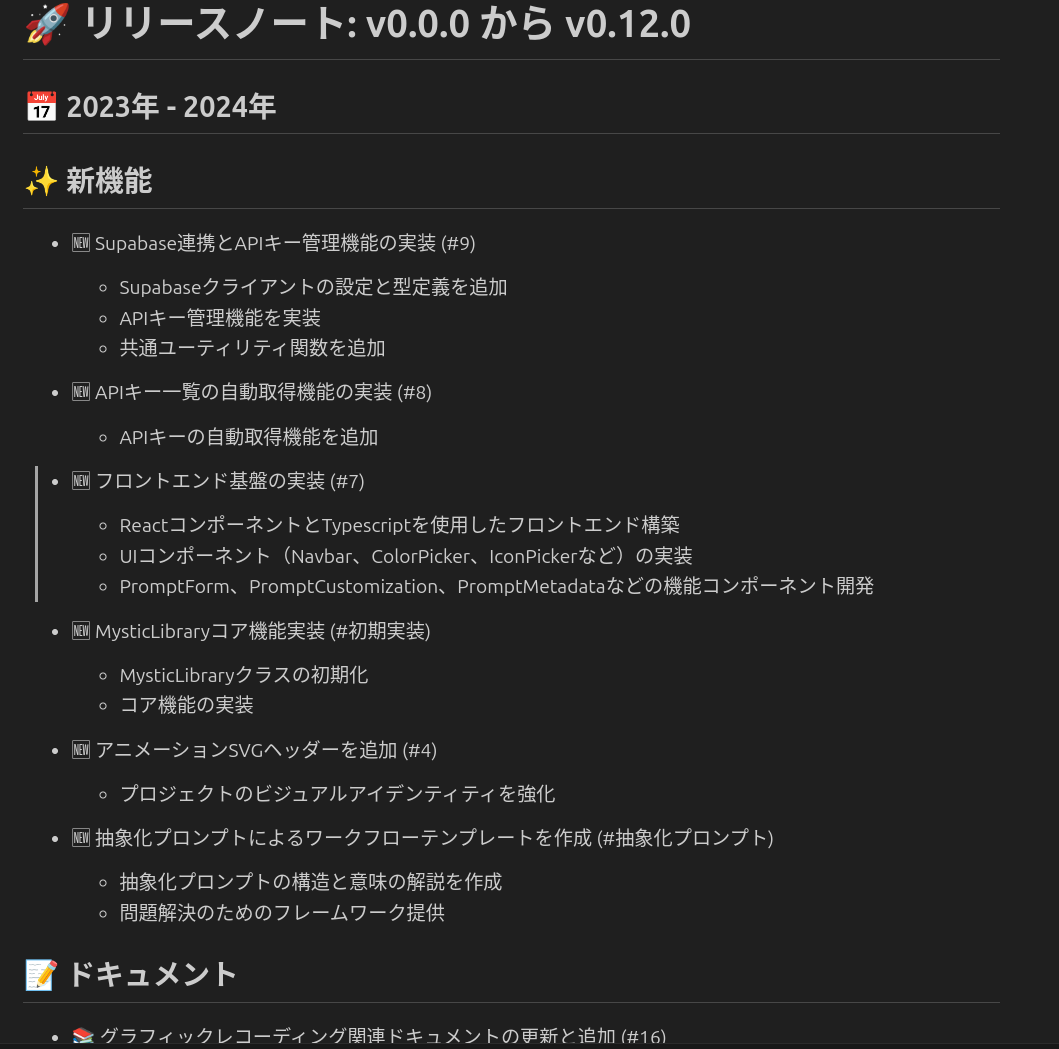 🚀 リリースノート: v0.0.0 から v0.12.0
📅 2023年 - 2024年
✨ 新機能
🆕 Supabase連携とAPIキー管理機能の実装 (#9)
Supabaseクライアントの設定と型定義を追加
APIキー管理機能を実装
共通ユーティリティ関数を追加
🆕 APIキー一覧の自動取得機能の実装 (#8)
APIキーの自動取得機能を追加
🆕 フロントエンド基盤の実装 (#7)
ReactコンポーネントとTypescriptを使用したフロントエンド構築
UIコンポーネント（Navbar、ColorPicker、IconPickerなど）の実装
PromptForm、PromptCustomization、PromptMetadataなどの機能コンポーネント開発
🆕 MysticLibraryコア機能実装 (#初期実装)
MysticLibraryクラスの初期化
コア機能の実装
🆕 アニメーションSVGヘッダーを追加 (#4)
プロジェクトのビジュアルアイデンティティを強化
🆕 抽象化プロンプトによるワークフローテンプレートを作成 (#抽象化プロンプト)
抽象化プロンプトの構造と意味の解説を作成
問題解決のためのフレームワーク提供
📝 ドキュメント
📚 グラフィックレコーディング関連ドキュメントの更新と追加 (#16)